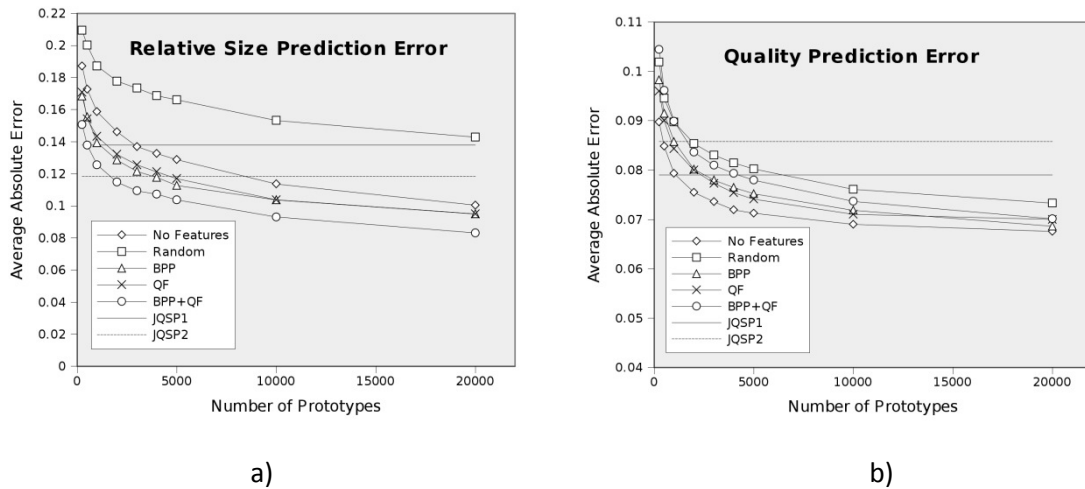 Relative Size Prediction Error
Average Absolute Error
0.22
0.2
0.18
0.16
0.14
0.12
0.1
0.08
0.06
0.04
0.02
0
No Features
Random
BPP
QF
BPP+QF
JQSP1
JQSP2
0 5000 10000 15000 20000
Number of Prototypes
a)
Quality Prediction Error
Average Absolute Error
0.11
0.1
0.09
0.08
0.07
0.06
0.05
0.04
No Features
Random
BPP
QF
BPP+QF
JQSP1
JQSP2
0 5000 10000 15000 20000
Number of Prototypes
b)